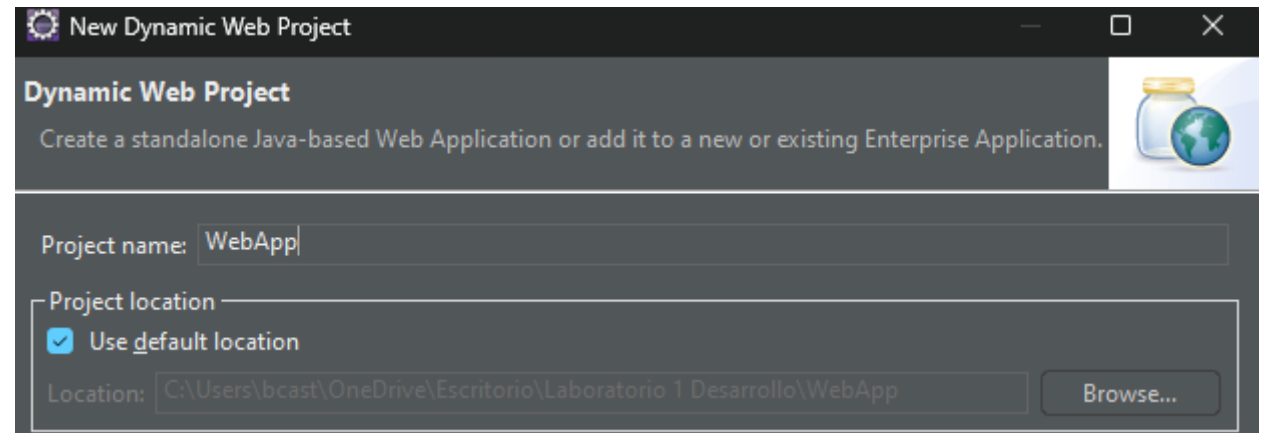 New Dynamic Web Project
Dynamic Web Project
Create a standalone Java-based Web Application or add it to a new or existing Enterprise Application.
Project name: WebApp
Project location
Use default location
Location: C:\Users\bcast\OneDrive\Escritorio\Laboratorio 1 Desarrollo\WebApp Browse...